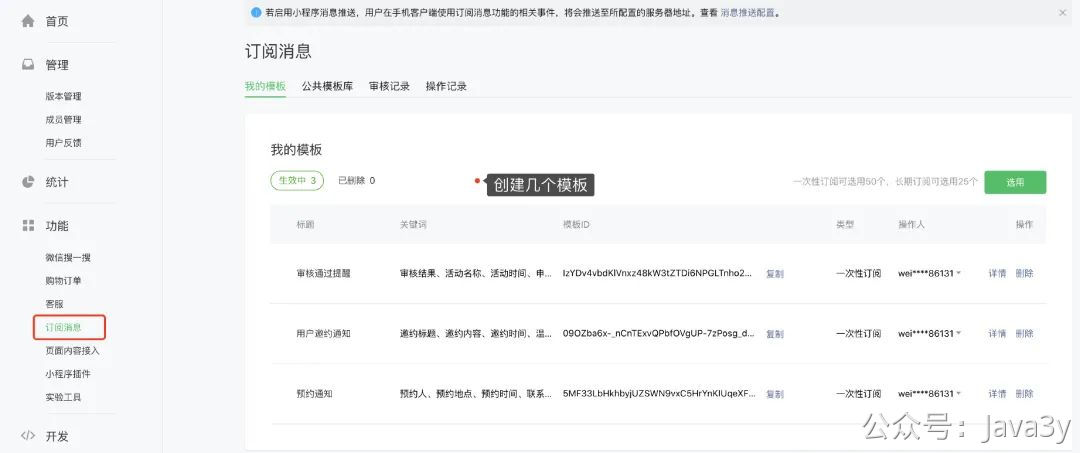 首页
管理
版本管理
成员管理
用户反馈
统计
功能
微信搜一搜
购物订单
客服
订阅消息
页面内容接入
小程序插件
实验工具
开发
若启用小程序消息推送，用户在手机客户端使用订阅消息功能的相关事件，将会推送至所配置的服务器地址。查看 消息推送配置。
订阅消息
我的模板 公共模板库 审核记录 操作记录
我的模板
生效中 3 已删除 0 创建几个模板 一次性订阅可选用50个，长期订阅可选用25个 选用
标题 关键词 模板ID 类型 操作人 操作
审核通过提醒 审核结果、活动名称、活动时间、申... IzYDv4vbdKlVnxz48kW3tZTDi6NPGLTnho2... 复制 一次性订阅 wei****86131 详情 删除
用户邀约通知 邀约标题、邀约内容、邀约时间、温... 09OZba6x-_nCnTExvQPbfOVgUP-7zPosg_d... 复制 一次性订阅 wei****86131 详情 删除
预约通知 预约人、预约地点、预约时间、联系... 5MF33LbHkhbyjUZSWN9vxC5HrYnKlUqeXF... 复制 一次性订阅 wei****86131 详情 删除
公众号：Java3y